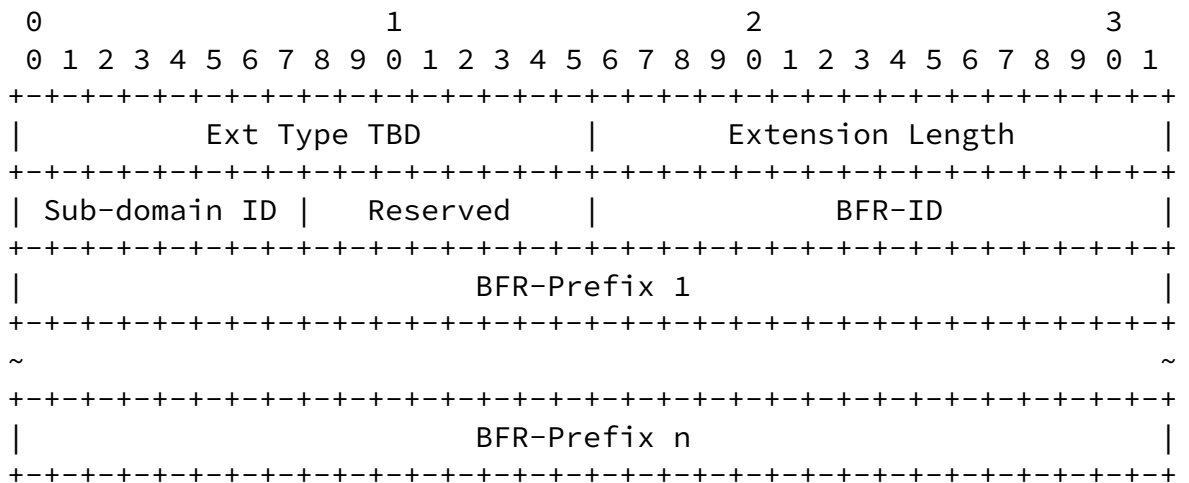 0                   1                   2                   3
 0 1 2 3 4 5 6 7 8 9 0 1 2 3 4 5 6 7 8 9 0 1 2 3 4 5 6 7 8 9 0 1
+-+-+-+-+-+-+-+-+-+-+-+-+-+-+-+-+-+-+-+-+-+-+-+-+-+-+-+-+-+-+-+-+
|          Ext Type TBD         |       Extension Length        |
+-+-+-+-+-+-+-+-+-+-+-+-+-+-+-+-+-+-+-+-+-+-+-+-+-+-+-+-+-+-+-+-+
| Sub-domain ID |   Reserved    |             BFR-ID            |
+-+-+-+-+-+-+-+-+-+-+-+-+-+-+-+-+-+-+-+-+-+-+-+-+-+-+-+-+-+-+-+-+
|                         BFR-Prefix 1                          |
+-+-+-+-+-+-+-+-+-+-+-+-+-+-+-+-+-+-+-+-+-+-+-+-+-+-+-+-+-+-+-+-+
~                                                               ~
+-+-+-+-+-+-+-+-+-+-+-+-+-+-+-+-+-+-+-+-+-+-+-+-+-+-+-+-+-+-+-+-+
|                         BFR-Prefix n                          |
+-+-+-+-+-+-+-+-+-+-+-+-+-+-+-+-+-+-+-+-+-+-+-+-+-+-+-+-+-+-+-+-+